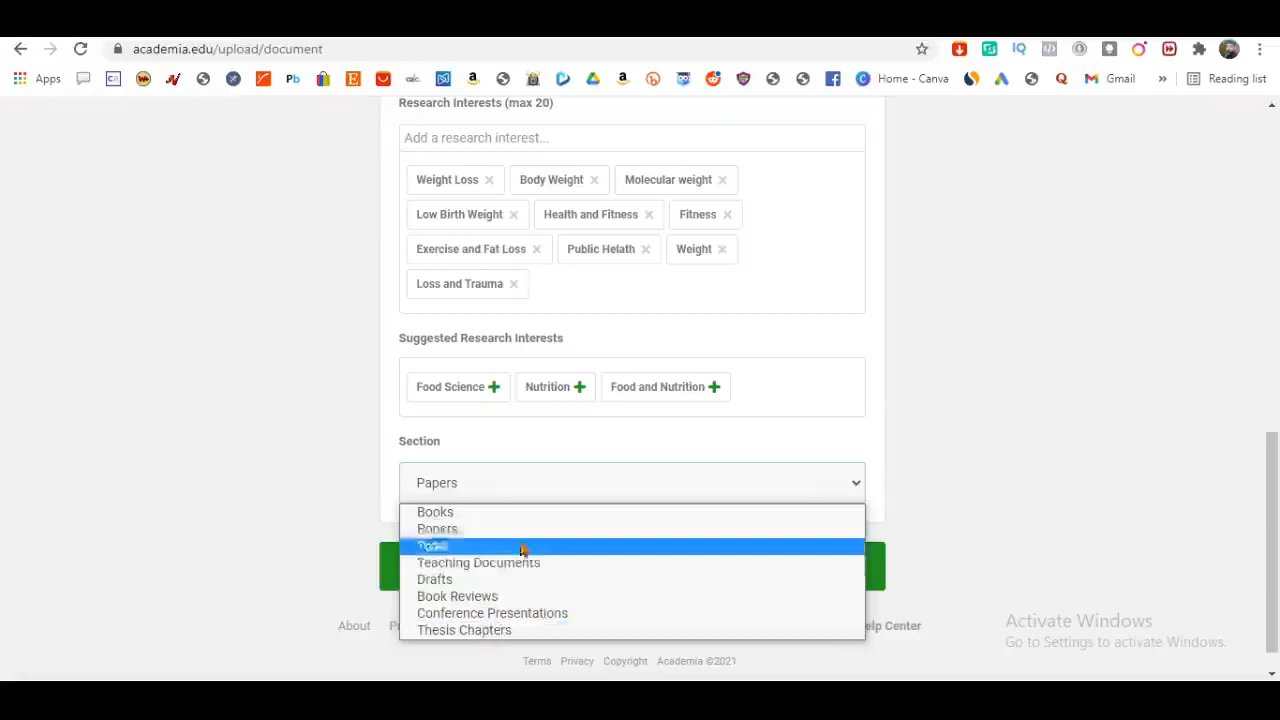 academia.edu/upload/document
Apps
Home - Canva
Gmail
»
Reading list
Research Interests (max 20)
Add a research interest...
Weight Loss
Body Weight
Molecular weight
Low Birth Weight
Health and Fitness
Fitness
Exercise and Fat Loss
Public Helath
Weight
Loss and Trauma
Suggested Research Interests
Food Science
Nutrition
Food and Nutrition
Section
Papers
Books
Papers
Teaching Documents
Drafts
Book Reviews
Conference Presentations
Thesis Chapters
About
elp Center
Activate Windows
Go to Settings to activate Windows.
Terms Privacy Copyright Academia ©2021